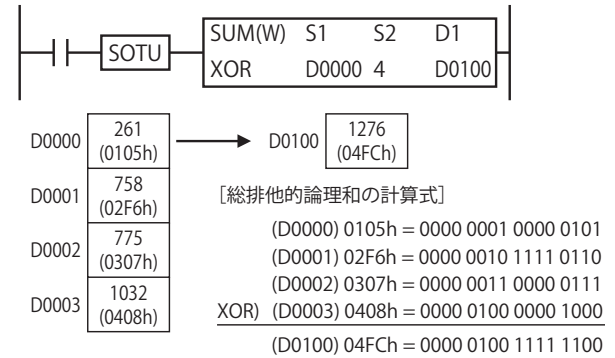 SOTU
SUM(W) S1 S2 D1
XOR D0000 4 D0100
D0000 261 (0105h)
D0100 1276 (04FCh)
D0001 758 (02F6h)
D0002 775 (0307h)
D0003 1032 (0408h)
［総排他的論理和の計算式］
(D0000) 0105h = 0000 0001 0000 0101
(D0001) 02F6h = 0000 0010 1111 0110
(D0002) 0307h = 0000 0011 0000 0111
XOR) (D0003) 0408h = 0000 0100 0000 1000
(D0100) 04FCh = 0000 0100 1111 1100